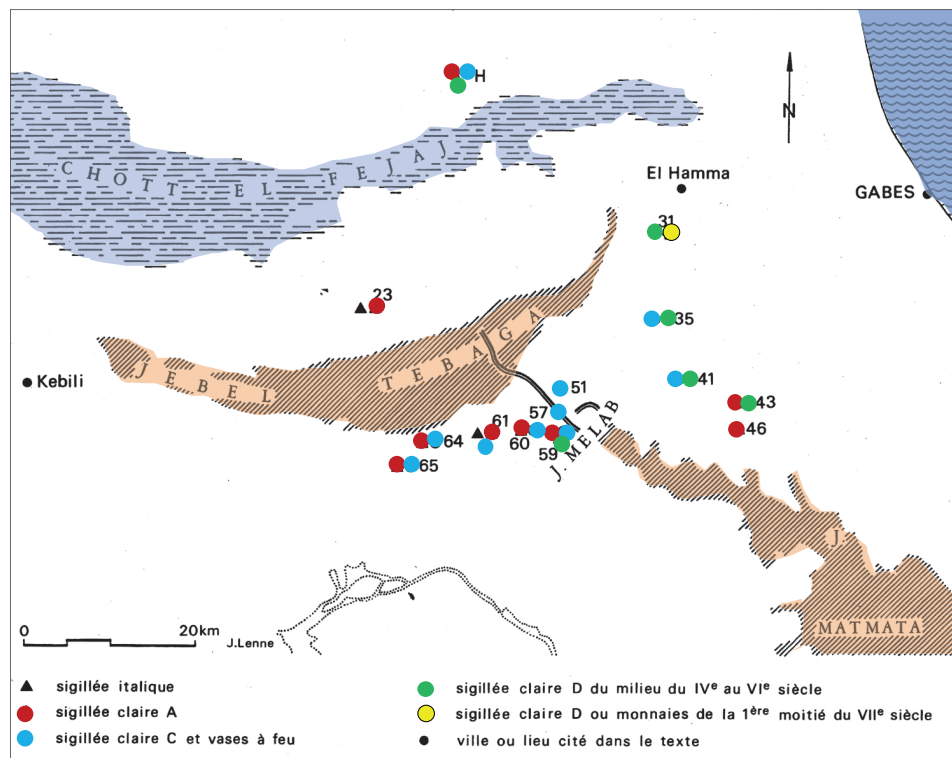 H
N
CHOTT EL FEJAJ
El Hamma
GABES
31
23
35
TEBAGA
JEBEL
Kebili
41
51
43
57
61
46
60
64
59
J. MELAB
65
J.
MATMATA
0 20km
J.Lenne
sigillée italique
sigillée claire A
sigillée claire C et vases à feu
sigillée claire D du milieu du IVe au VIe siècle
sigillée claire D ou monnaies de la 1ère moitié du VIIe siècle
ville ou lieu cité dans le texte